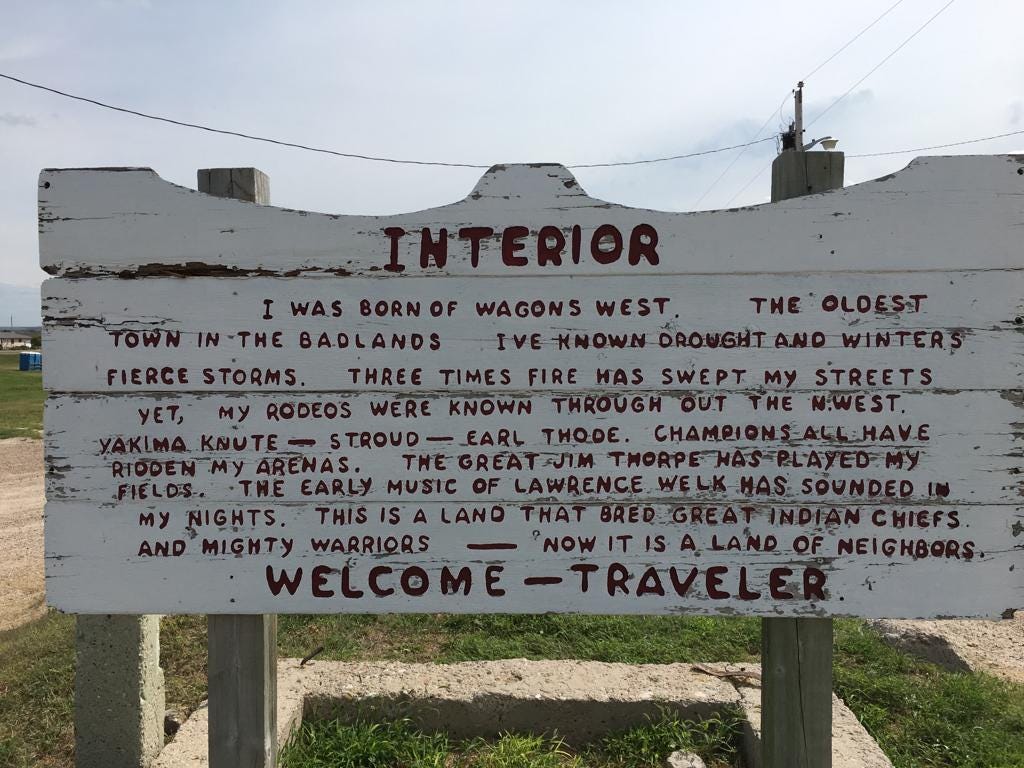 INTERIOR
I WAS BORN OF WAGONS WEST. THE OLDEST
TOWN IN THE BADLANDS I'VE KNOWN DROUGHT AND WINTERS
FIERCE STORMS. THREE TIMES FIRE HAS SWEPT MY STREETS
YET, MY RODEOS WERE KNOWN THROUGH OUT THE N.WEST.
YAKIMA KNUTE — STROUD — EARL THODE. CHAMPIONS ALL HAVE
RIDDEN MY ARENAS. THE GREAT JIM THORPE HAS PLAYED MY
FIELDS. THE EARLY MUSIC OF LAWRENCE WELK HAS SOUNDED IN
MY NIGHTS. THIS IS A LAND THAT BRED GREAT INDIAN CHIEFS.
AND MIGHTY WARRIORS — NOW IT IS A LAND OF NEIGHBORS.
WELCOME — TRAVELER.